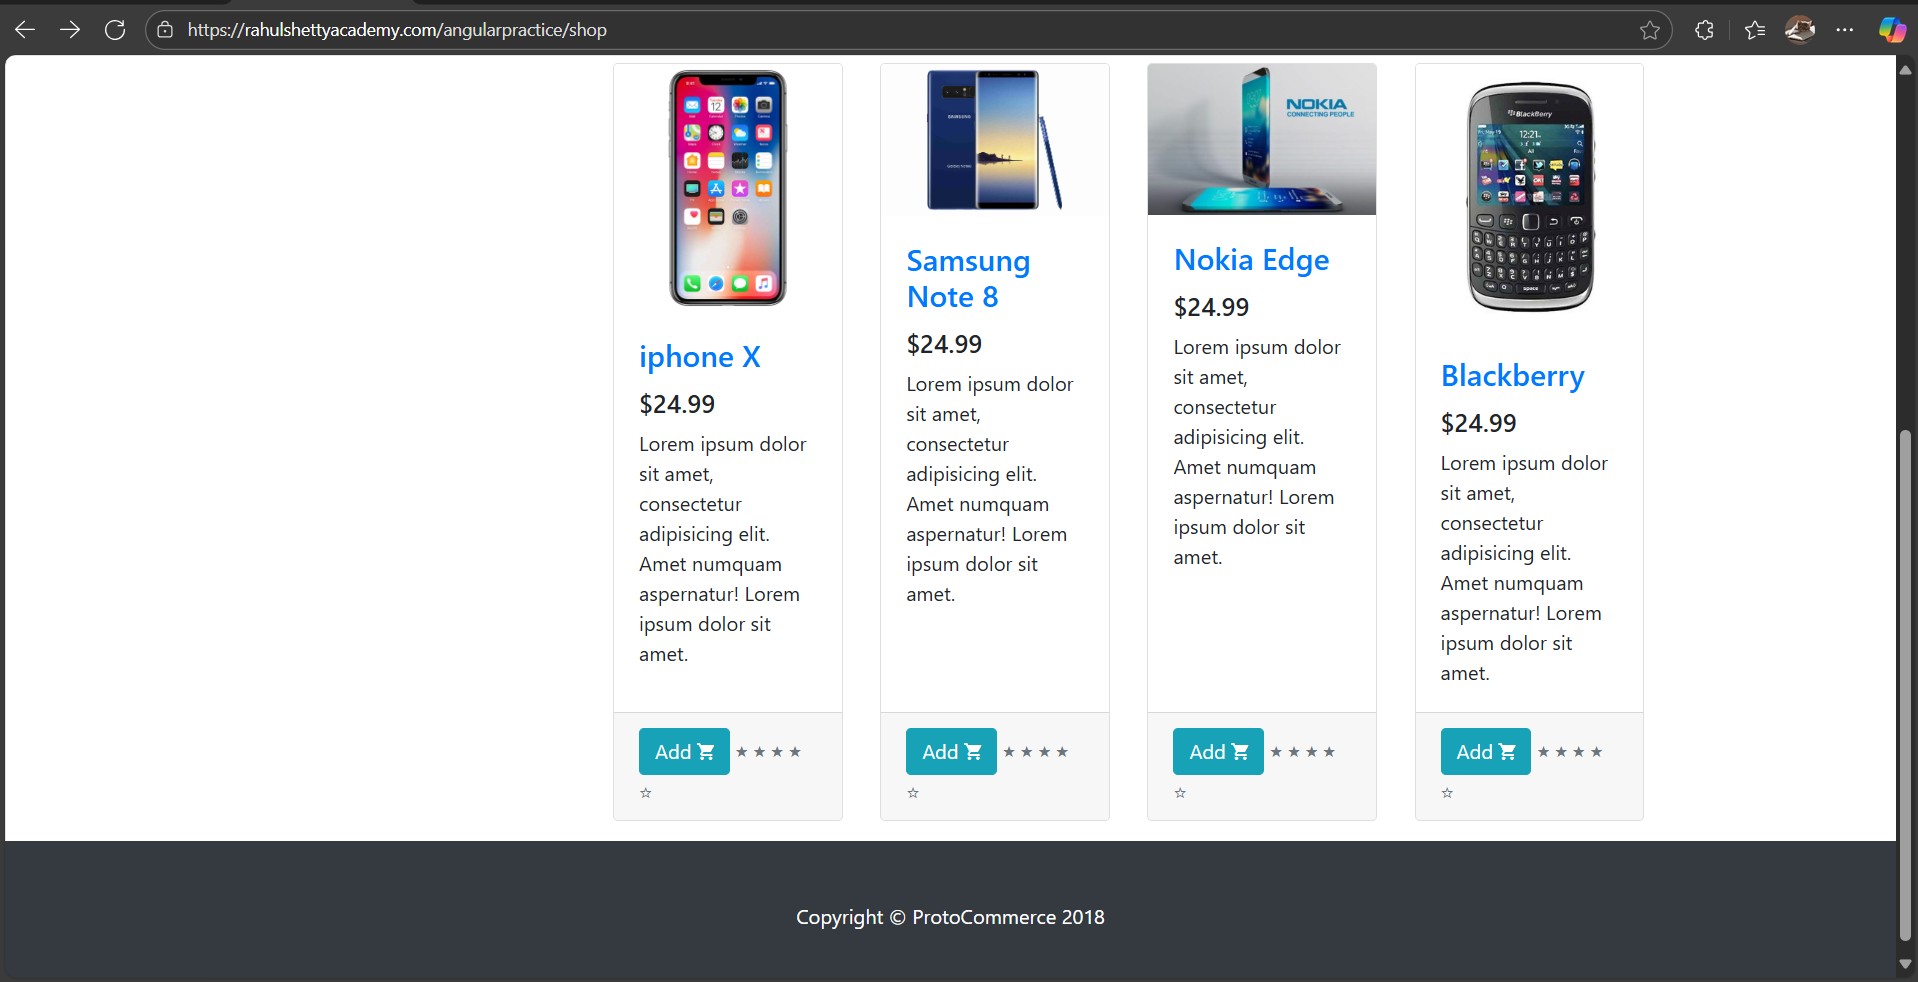 https://rahulshettyacademy.com/angularpractice/shop
iphone X
$24.99
Lorem ipsum dolor
sit amet,
consectetur
adipisicing elit.
Amet numquam
aspernatur! Lorem
ipsum dolor sit
amet.
Add
SAMSUNG
Samsung
Note 8
$24.99
Lorem ipsum dolor
sit amet,
consectetur
adipisicing elit.
Amet numquam
aspernatur! Lorem
ipsum dolor sit
amet.
Add
NOKIA
CONNECTING PEOPLE
Nokia Edge
$24.99
Lorem ipsum dolor
sit amet,
consectetur
adipisicing elit.
Amet numquam
aspernatur! Lorem
ipsum dolor sit
amet.
Add
BlackBerry
12:21
Blackberry
$24.99
Lorem ipsum dolor
sit amet,
consectetur
adipisicing elit.
Amet numquam
aspernatur! Lorem
ipsum dolor sit
amet.
Add
Copyright © ProtoCommerce 2018